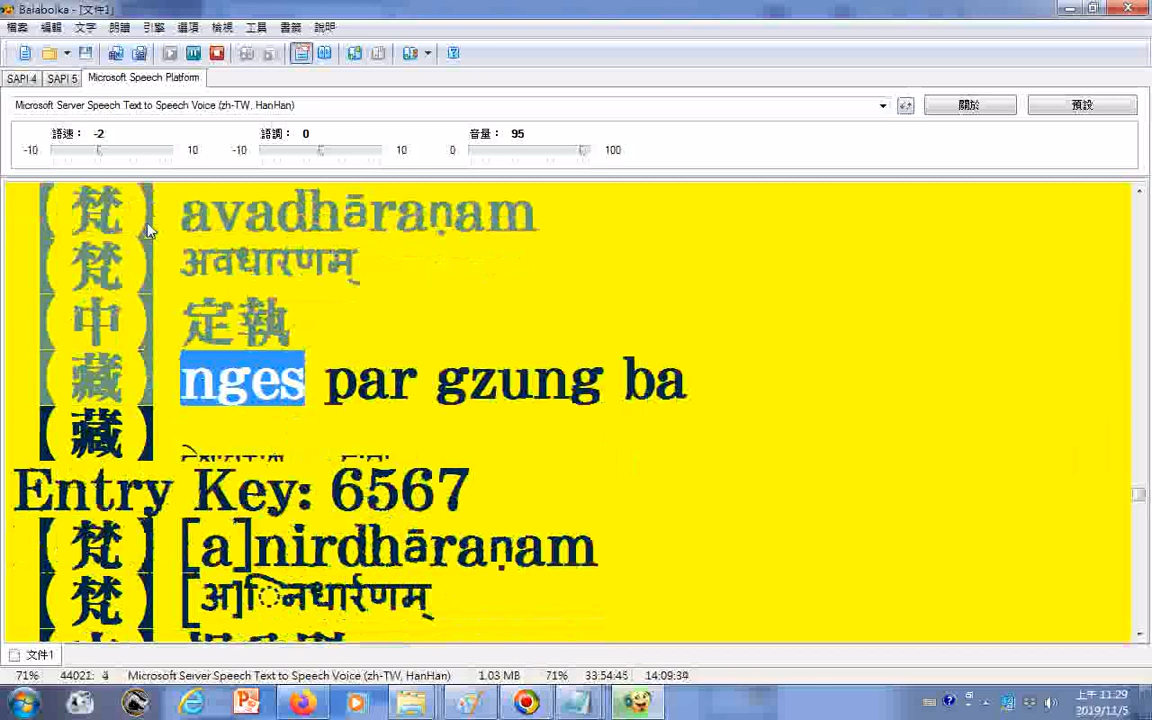 Balabolka - [文件1]
檔案 編輯 文字 朗讀 引擎 選項 檢視 工具 書籤 說明
SAPI 4 SAPI 5 Microsoft Speech Platform
Microsoft Server Speech Text to Speech Voice (zh-TW, HanHan) 關於 預設
語速： -2 語調： 0 音量： 95
-10 10 -10 10 0 100
【梵】 avadhāraṇam
【梵】 अवधारणम्
【中】 定執
【藏】 nges par gzung ba
【藏】
Entry Key: 6567
【梵】 [a]nirdhāraṇam
【梵】 [अ]िनर्धारणम्
文件1
71% 44021: Microsoft Server Speech Text to Speech Voice (zh-TW, HanHan) 1.03 MB 71% 33:54:45 14:09:39
上午 11:29
2019/11/5